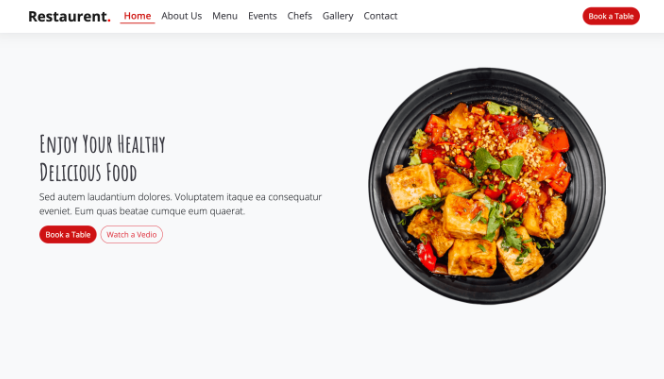 Restaurent. Home About Us Menu Events Chefs Gallery Contact Book a Table
Enjoy Your Healthy
Delicious Food
Sed autem laudantium dolores. Voluptatem itaque ea consequatur
eveniet. Eum quas beatae cumque eum quaerat.
Book a Table Watch a Vedio